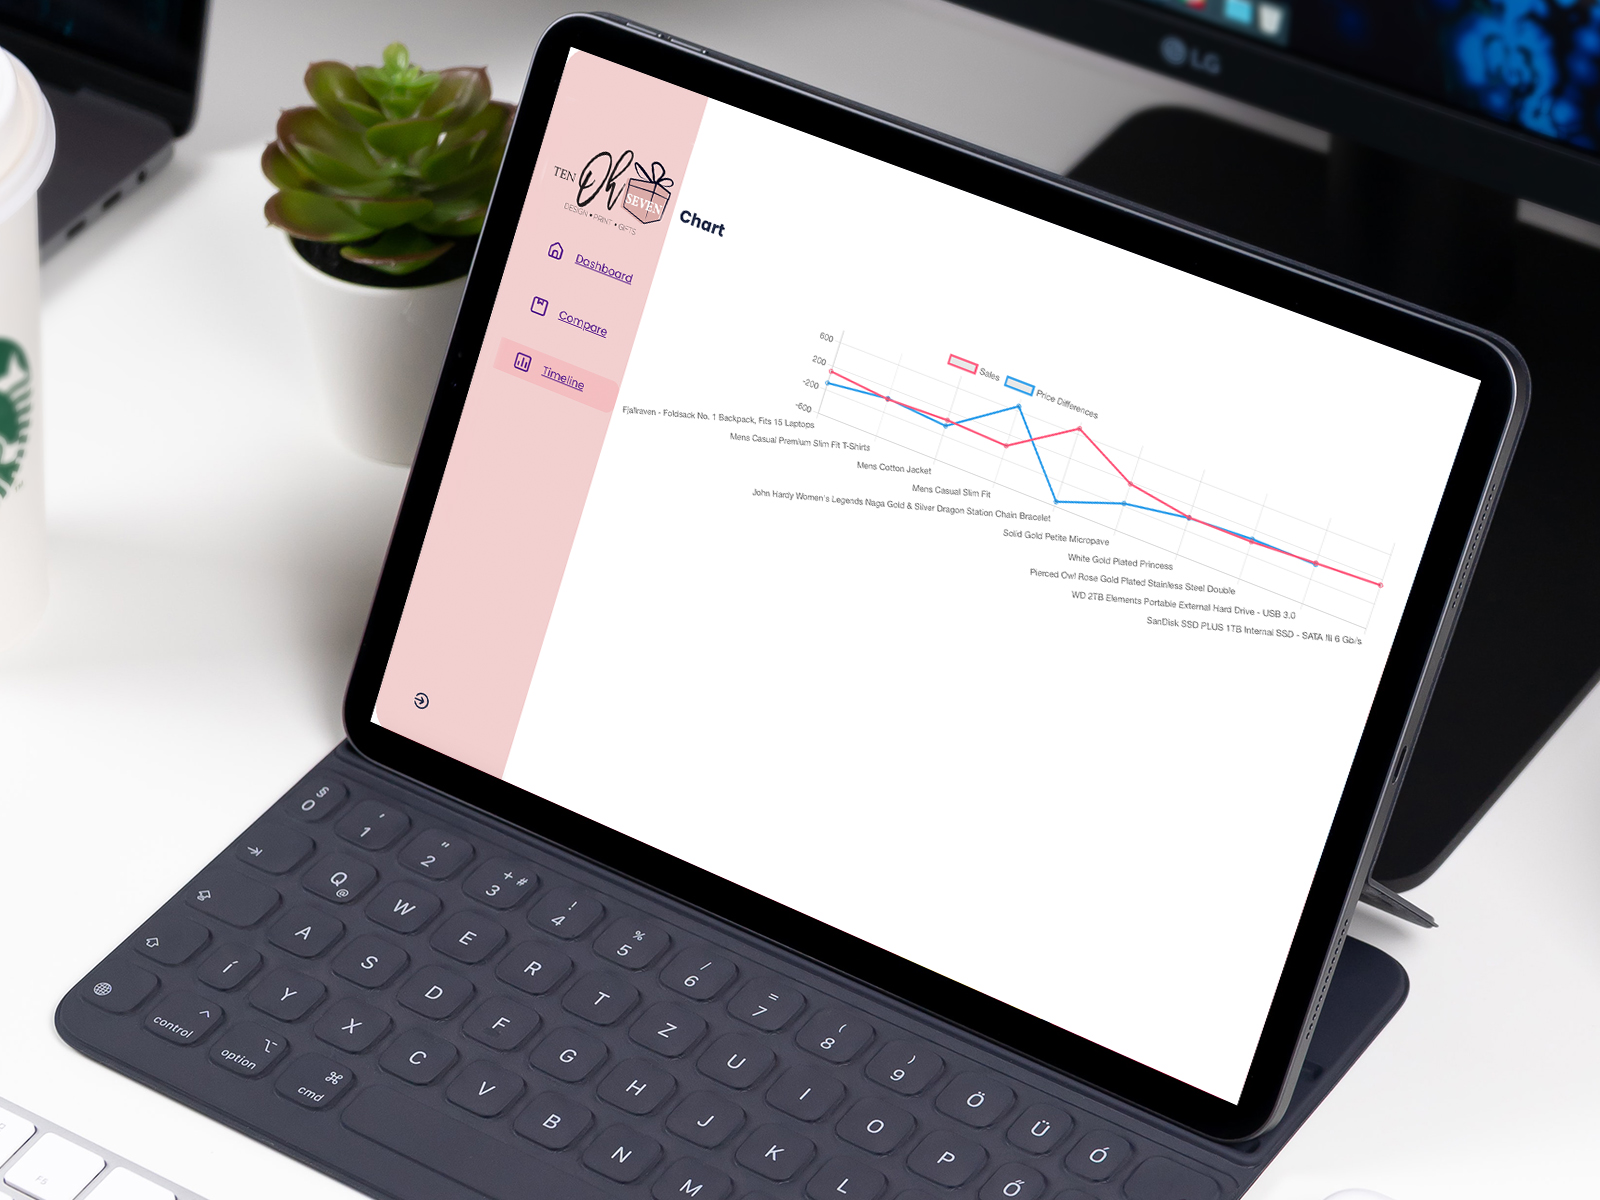 LG
TEN Oh SEVEN
DESIGN • PRINT • GIFTS
Chart
Dashboard
Compare
Timeline
600
200
-200
-600
Sales
Price Differences
Fjallraven - Foldsack No. 1 Backpack, Fits 15 Laptops
Mens Casual Premium Slim Fit T-Shirts
Mens Cotton Jacket
Mens Casual Slim Fit
John Hardy Women's Legends Naga Gold & Silver Dragon Station Chain Bracelet
Solid Gold Petite Micropave
White Gold Plated Princess
Pierced Owl Rose Gold Plated Stainless Steel Double
WD 2TB Elements Portable External Hard Drive - USB 3.0
SanDisk SSD PLUS 1TB Internal SSD - SATA III 6 Gb/s
§ 0 ' 1 " 2 + # 3 ! 4 % 5 / 6 = 7 ( 8 ) 9 Ö Ü Ó
Q @ W E R T Z U I O P Ő
A S D F G H J K L
Í Y X C V B N M
control ^ option ⌥ cmd ⌘
F5